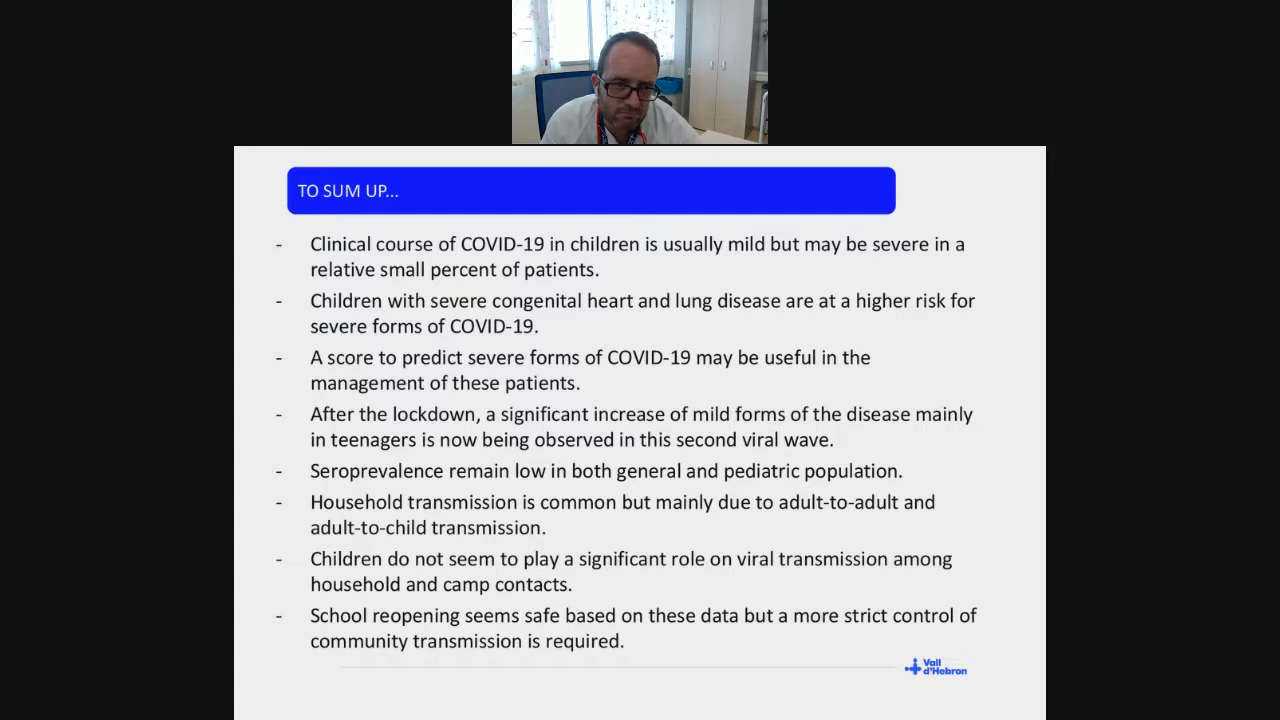 TO SUM UP...
- Clinical course of COVID-19 in children is usually mild but may be severe in a
relative small percent of patients.
- Children with severe congenital heart and lung disease are at a higher risk for
severe forms of COVID-19.
- A score to predict severe forms of COVID-19 may be useful in the
management of these patients.
- After the lockdown, a significant increase of mild forms of the disease mainly
in teenagers is now being observed in this second viral wave.
- Seroprevalence remain low in both general and pediatric population.
- Household transmission is common but mainly due to adult-to-adult and
adult-to-child transmission.
- Children do not seem to play a significant role on viral transmission among
household and camp contacts.
- School reopening seems safe based on these data but a more strict control of
community transmission is required.
Vall
d'Hebron